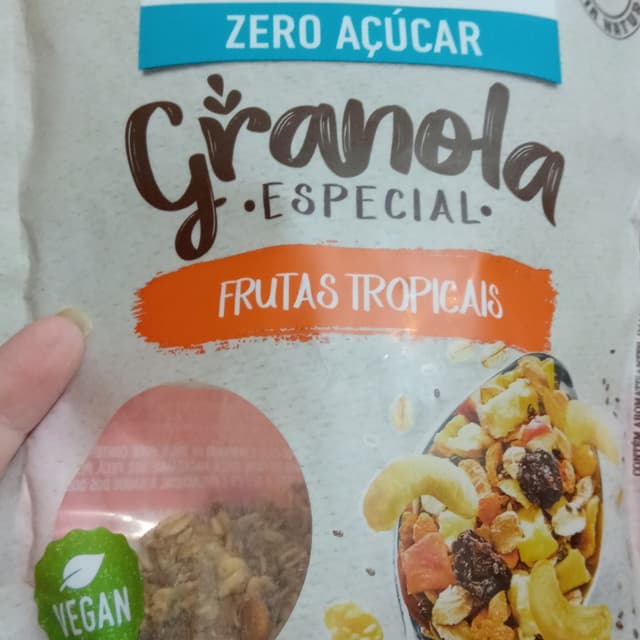 ZERO AÇÚCAR
Granola
•ESPECIAL•
FRUTAS TROPICAIS
VEGAN